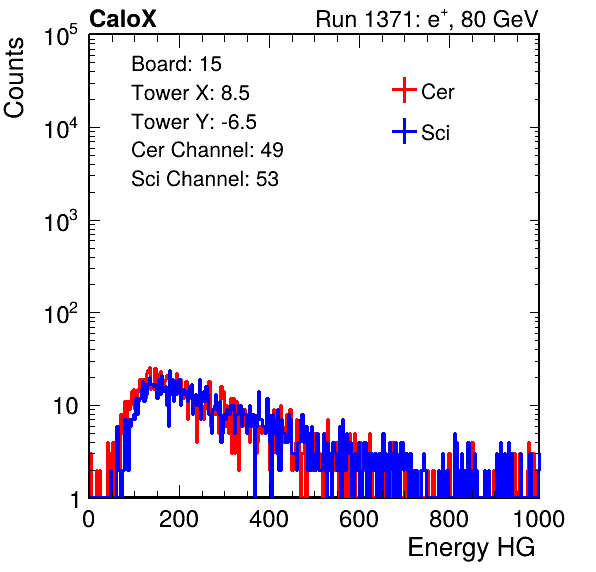 CaloX Run 1371: e⁺, 80 GeV
Counts
10⁵
10⁴
10³
10²
10
1
Board: 15
Tower X: 8.5
Tower Y: -6.5
Cer Channel: 49
Sci Channel: 53
Cer
Sci
0 200 400 600 800 1000
Energy HG